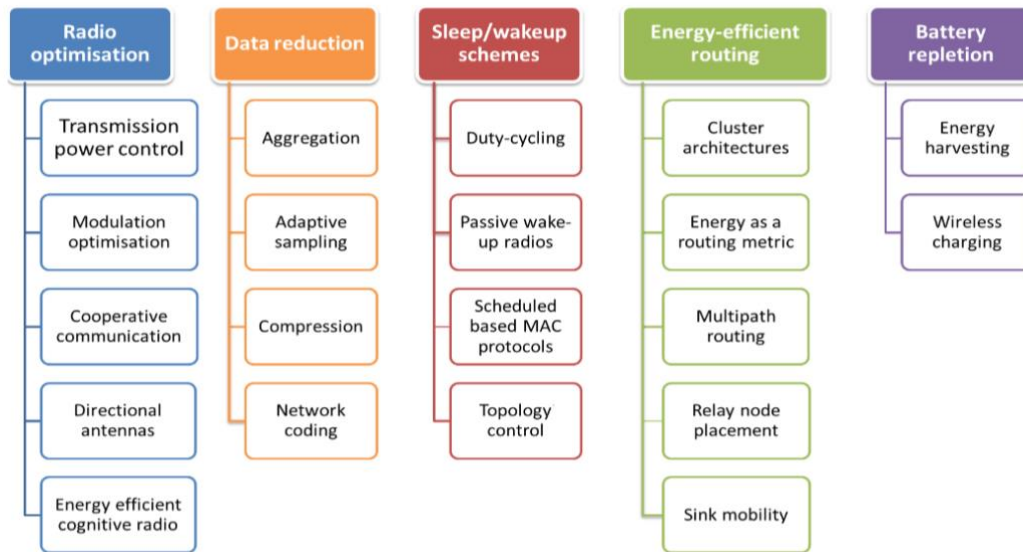 Radio
optimisation
Transmission
power control
Modulation
optimisation
Cooperative
communication
Directional
antennas
Energy efficient
cognitive radio
Data reduction
Aggregation
Adaptive
sampling
Compression
Network
coding
Sleep/wakeup
schemes
Duty-cycling
Passive wake-
up radios
Scheduled
based MAC
protocols
Topology
control
Energy-efficient
routing
Cluster
architectures
Energy as a
routing metric
Multipath
routing
Relay node
placement
Sink mobility
Battery
repletion
Energy
harvesting
Wireless
charging